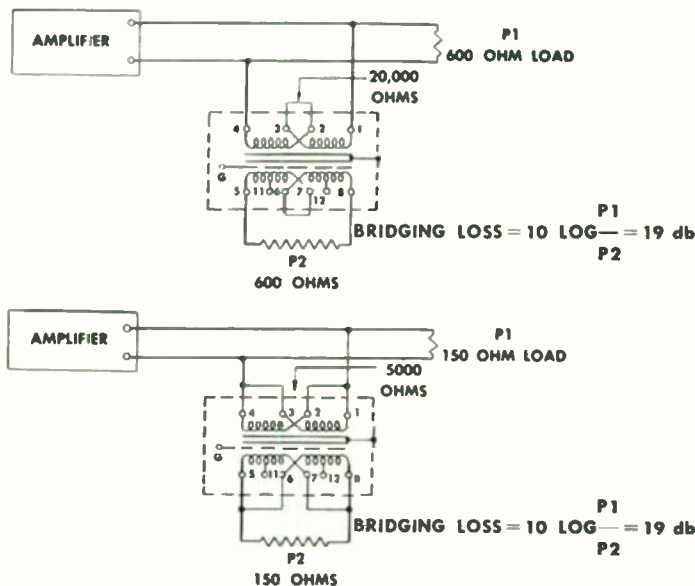 AMPLIFIER
P1
600 OHM LOAD
20,000
OHMS
4 3 2 1
G
5 11 6 7 12 8
P2
600 OHMS
BRIDGING LOSS = 10 LOG P1/P2 = 19 db
AMPLIFIER
P1
150 OHM LOAD
5000
OHMS
4 3 2 1
G
5 11 6 7 12 8
P2
150 OHMS
BRIDGING LOSS = 10 LOG P1/P2 = 19 db